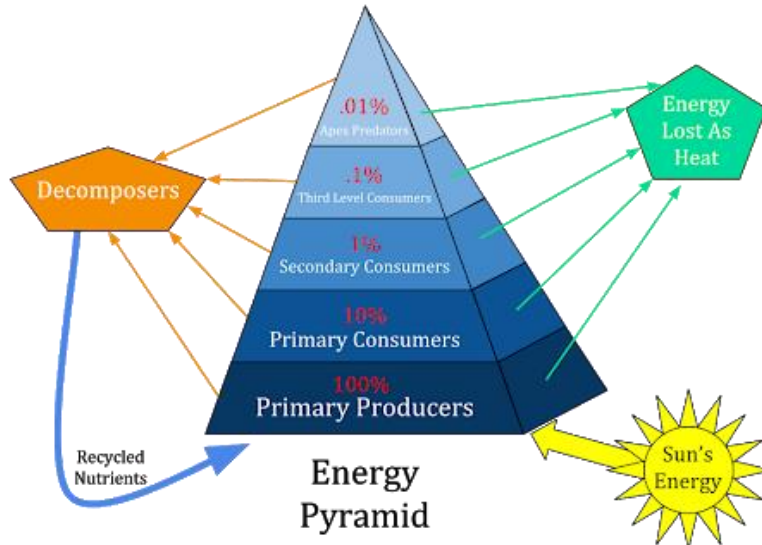 .01%
Apex Predators
Energy
Lost As
Heat
Decomposers
.1%
Third Level Consumers
1%
Secondary Consumers
10%
Primary Consumers
100%
Primary Producers
Recycled
Nutrients
Energy
Pyramid
Sun's
Energy